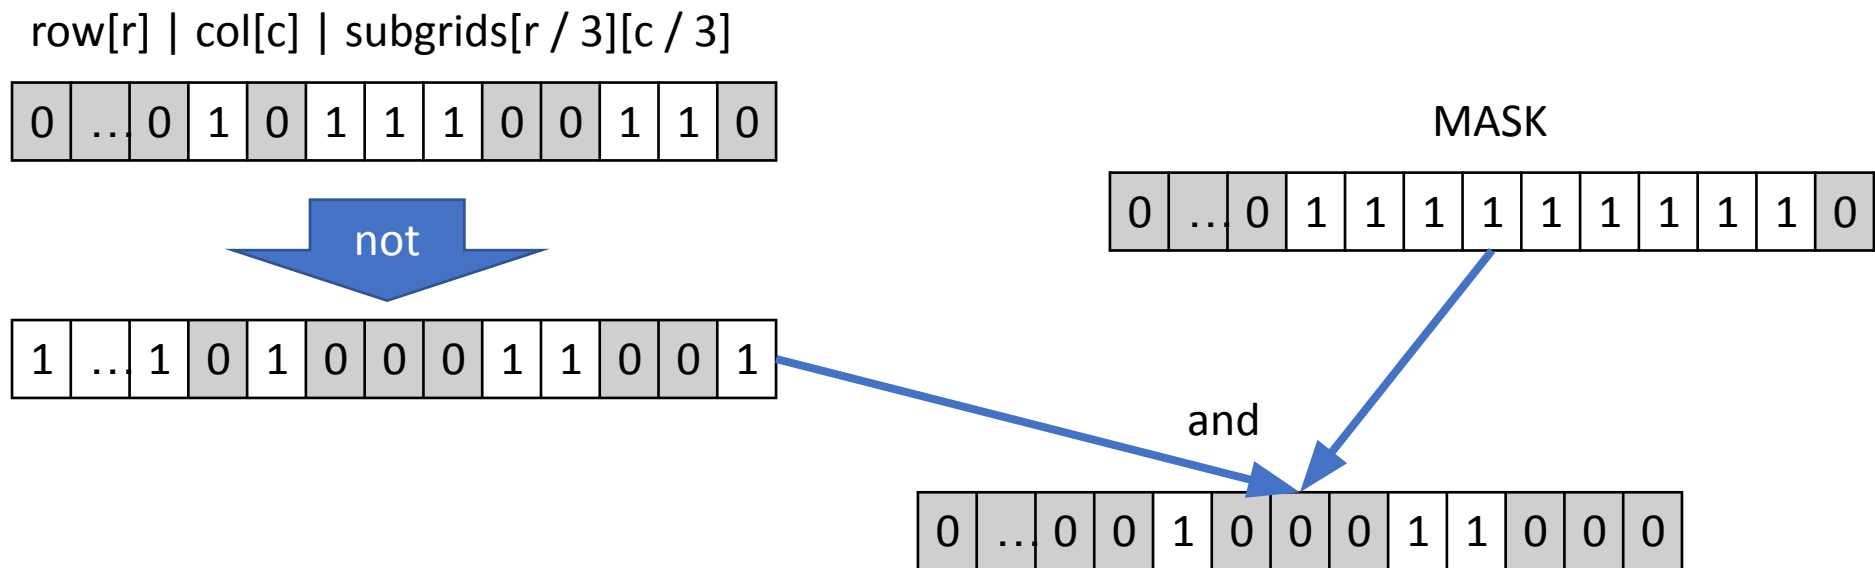 row[r] | col[c] | subgrids[r / 3][c / 3]
0 ... 0 1 0 1 1 1 0 0 1 1 0
MASK
0 ... 0 1 1 1 1 1 1 1 1 1 0
not
1 ... 1 0 1 0 0 0 1 1 0 0 1
and
0 ... 0 0 1 0 0 0 1 1 0 0 0